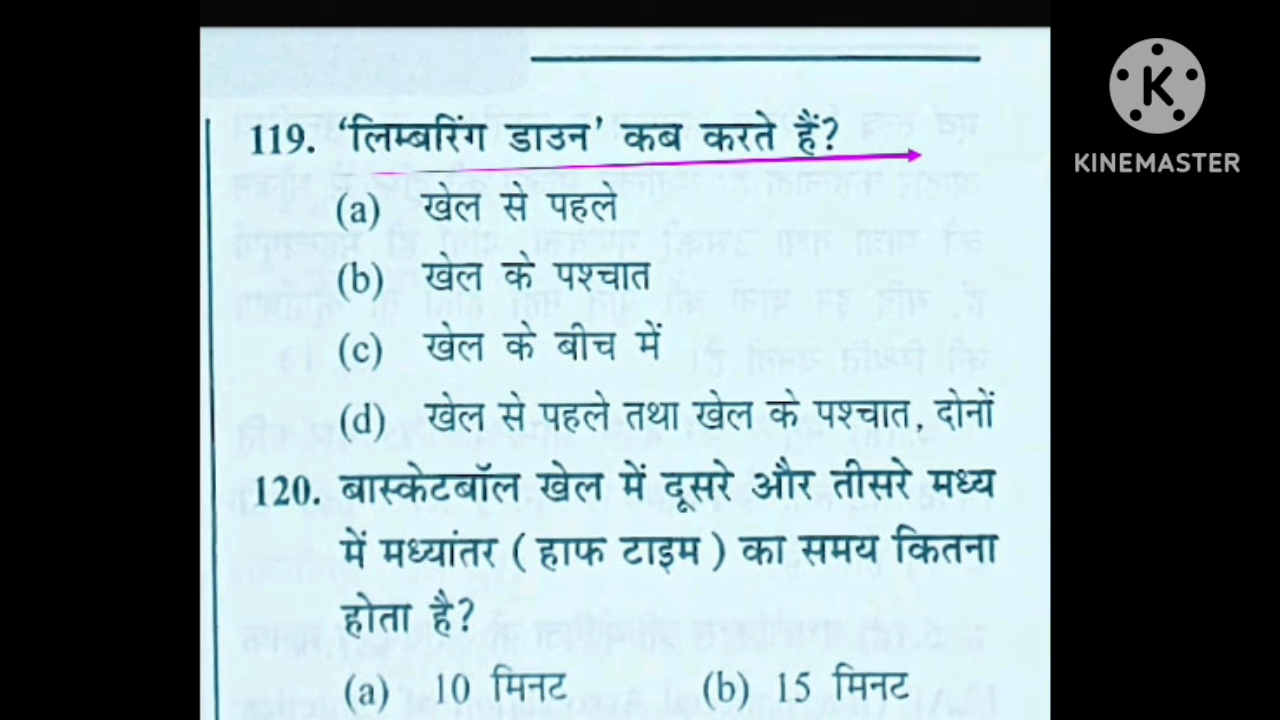 KINEMASTER
119. ‘लिम्बरिंग डाउन’ कब करते हैं?
(a) खेल से पहले
(b) खेल के पश्चात
(c) खेल के बीच में
(d) खेल से पहले तथा खेल के पश्चात, दोनों
120. बास्केटबॉल खेल में दूसरे और तीसरे मध्य
में मध्यांतर ( हाफ टाइम ) का समय कितना
होता है?
(a) 10 मिनट (b) 15 मिनट